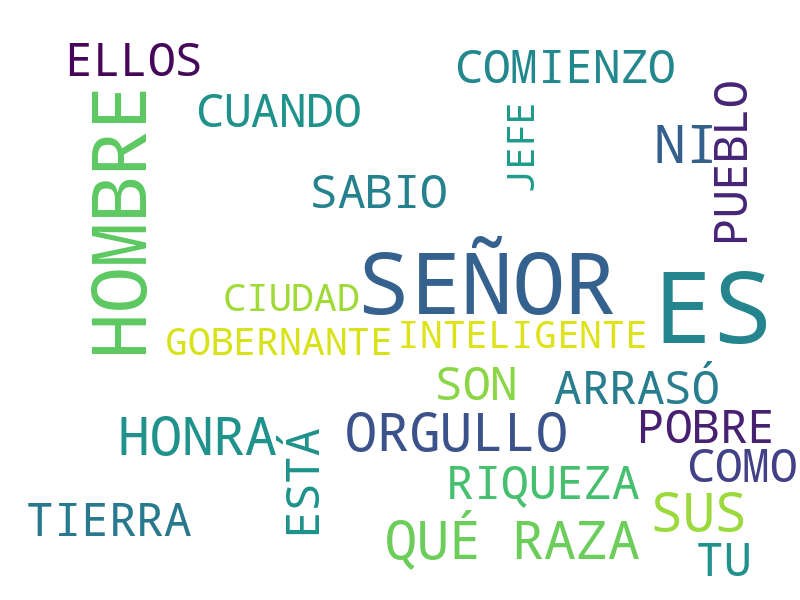 ELLOS
COMIENZO
CUANDO
HOMBRE
JEFE
NI
PUEBLO
SABIO
SEÑOR
ES
CIUDAD
GOBERNANTE
INTELIGENTE
SON
ARRASÓ
HONRA
ESTÁ
ORGULLO
POBRE
COMO
RIQUEZA
SUS
TIERRA
QUÉ RAZA
TU